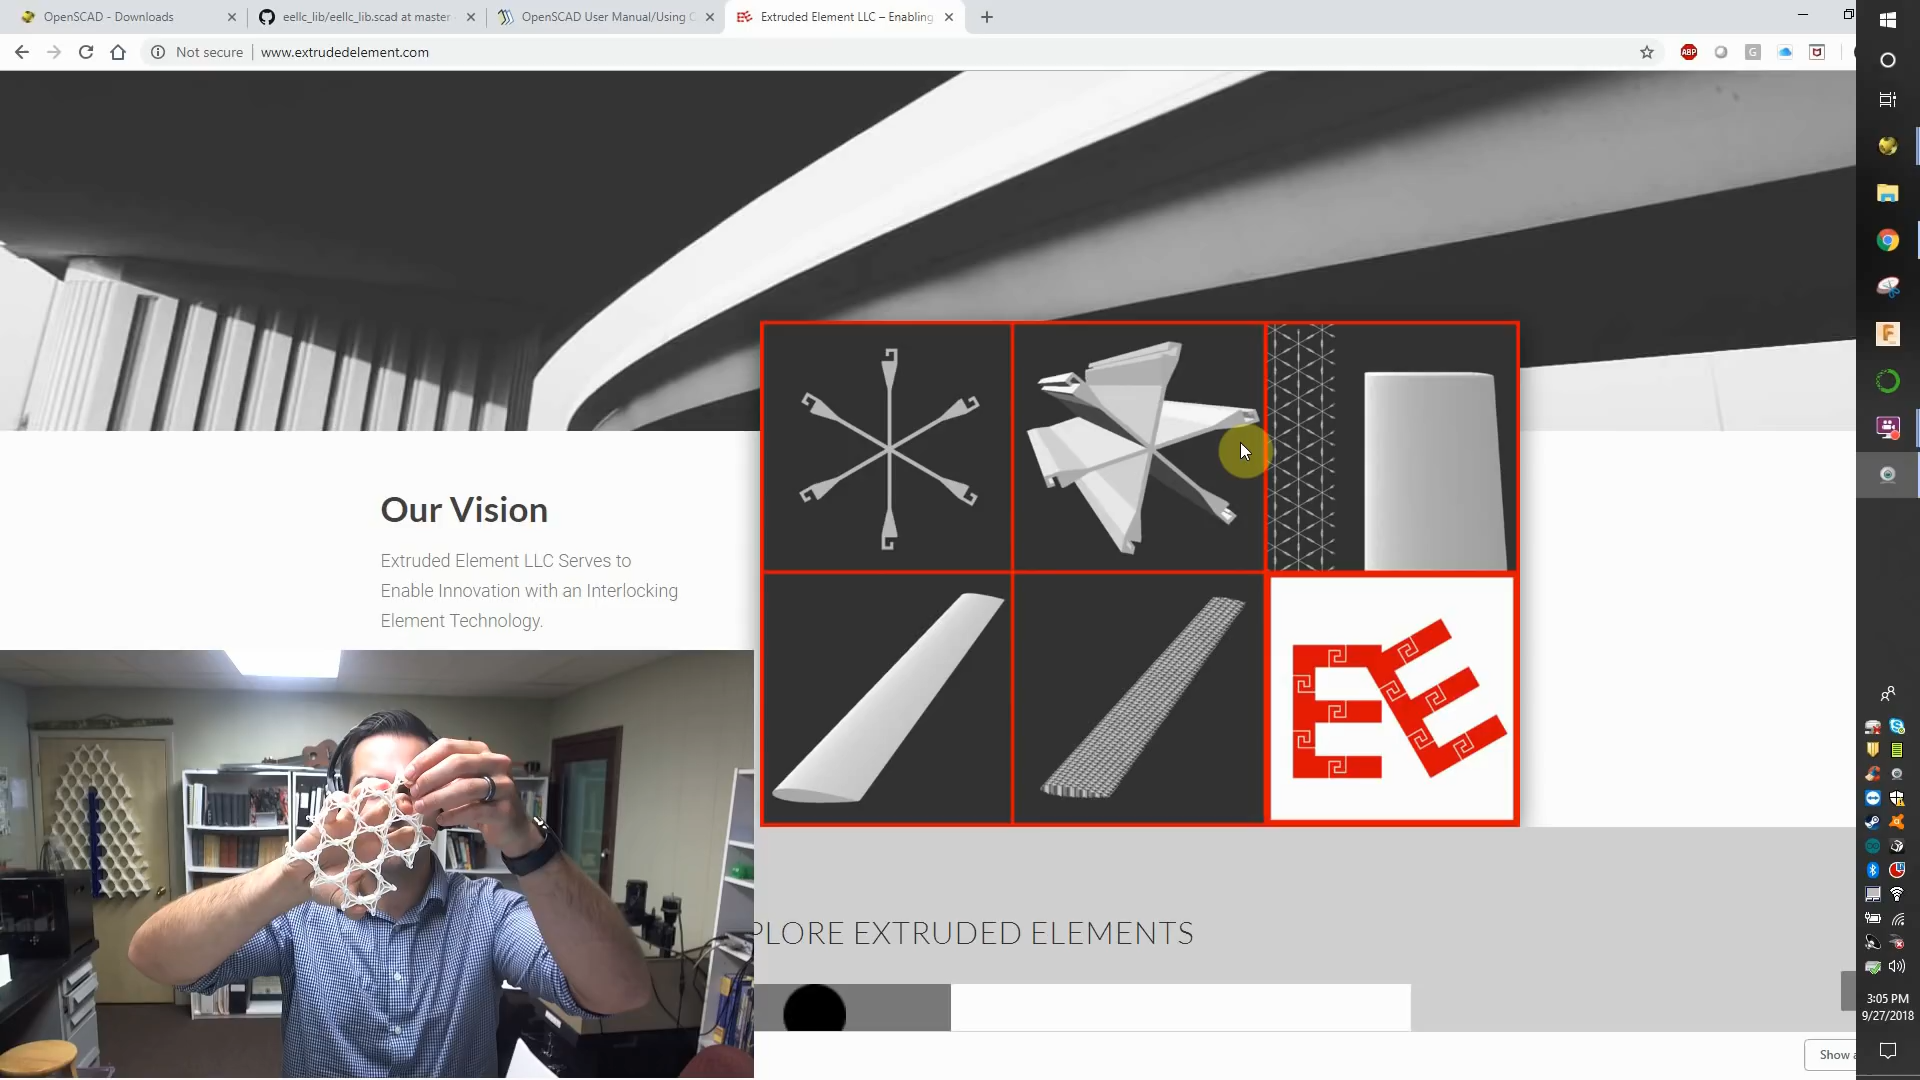 OpenSCAD - Downloads
eellc_lib/eellc_lib.scad at master
OpenSCAD User Manual/Using
Extruded Element LLC – Enabling
Not secure
www.extrudedelement.com
ABP
G
Our Vision
Extruded Element LLC Serves to
Enable Innovation with an Interlocking
Element Technology.
EE
PLORE EXTRUDED ELEMENTS
3:05 PM
9/27/2018
Show